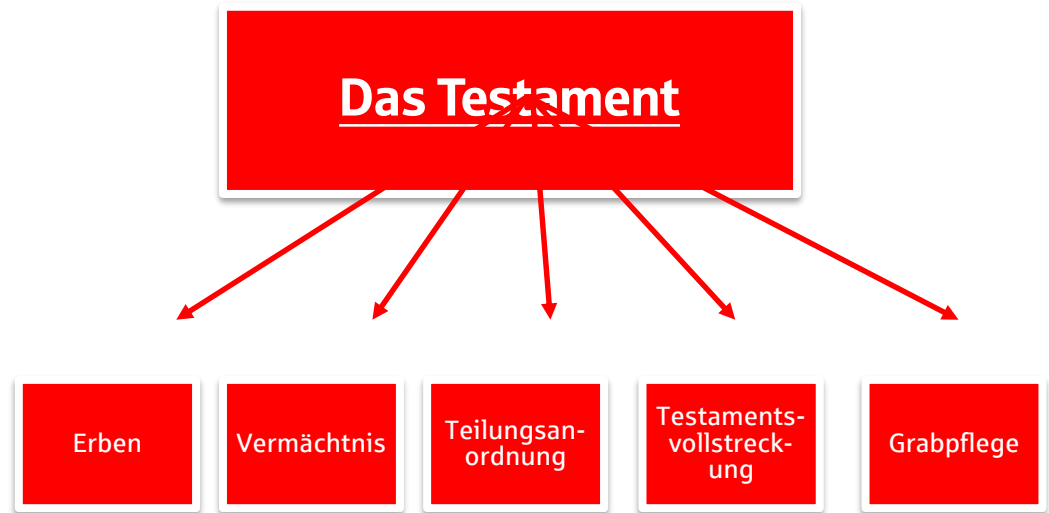 Das Testament
Erben
Vermächtnis
Teilungsan-
ordnung
Testaments-
vollstreck-
ung
Grabpflege